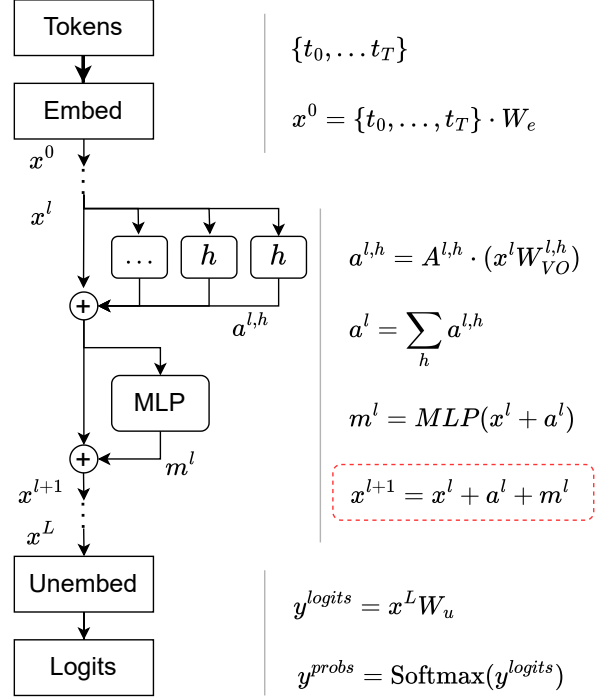 Tokens
{t_0, … t_T}
Embed
x^0 = {t_0, …, t_T} · W_e
x^0
⋮
x^l
… h h
a^{l,h} = A^{l,h} · (x^l W_{VO}^{l,h})
+
a^{l,h}
a^l = ∑_h a^{l,h}
MLP
m^l = MLP(x^l + a^l)
+
m^l
x^{l+1}
x^{l+1} = x^l + a^l + m^l
⋮
x^L
Unembed
y^{logits} = x^L W_u
Logits
y^{probs} = Softmax(y^{logits})